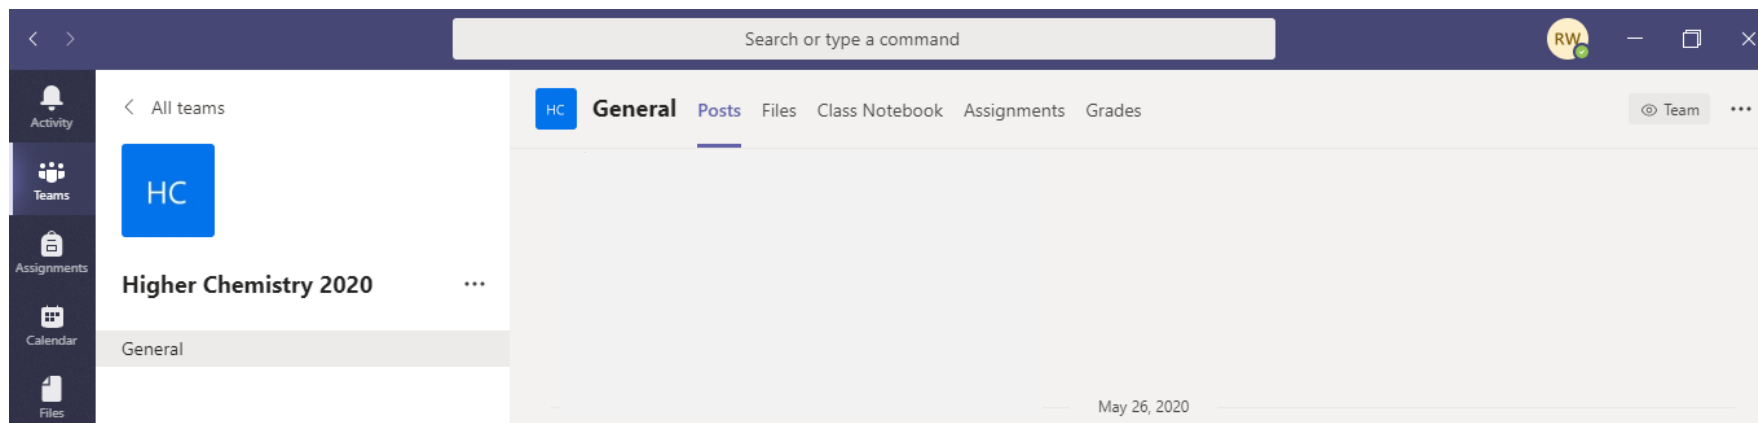 Search or type a command
RW
Activity
Teams
Assignments
Calendar
Files
All teams
HC
Higher Chemistry 2020
General
HC General Posts Files Class Notebook Assignments Grades
Team
May 26, 2020